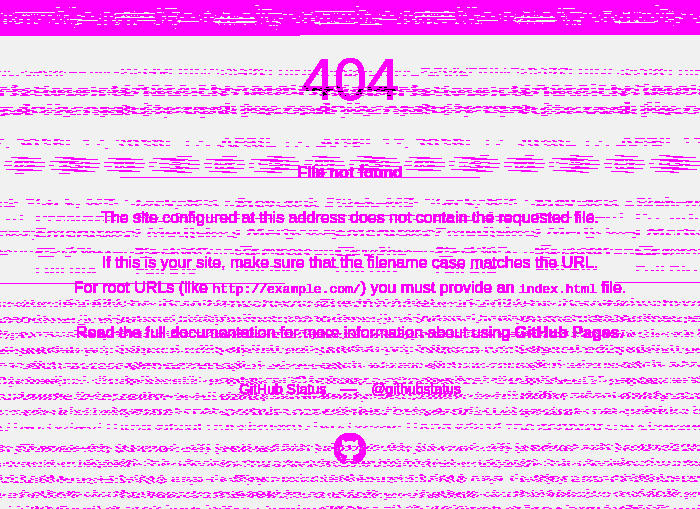 404
File not found
The site configured at this address does not contain the requested file.
If this is your site, make sure that the filename case matches the URL.
For root URLs (like http://example.com/) you must provide an index.html file.
Read the full documentation for more information about using GitHub Pages.
GitHub Status — @githubstatus